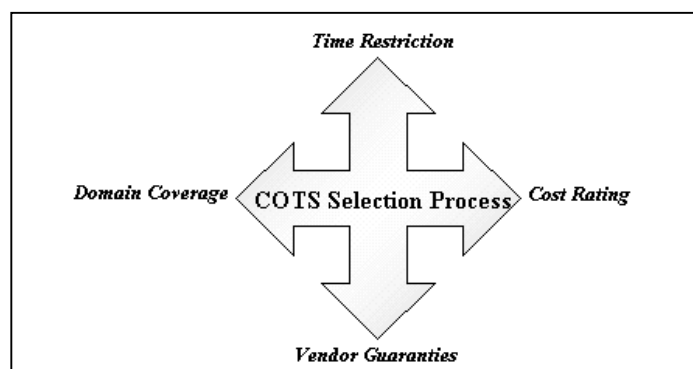 Time Restriction
Domain Coverage
COTS Selection Process
Cost Rating
Vendor Guaranties